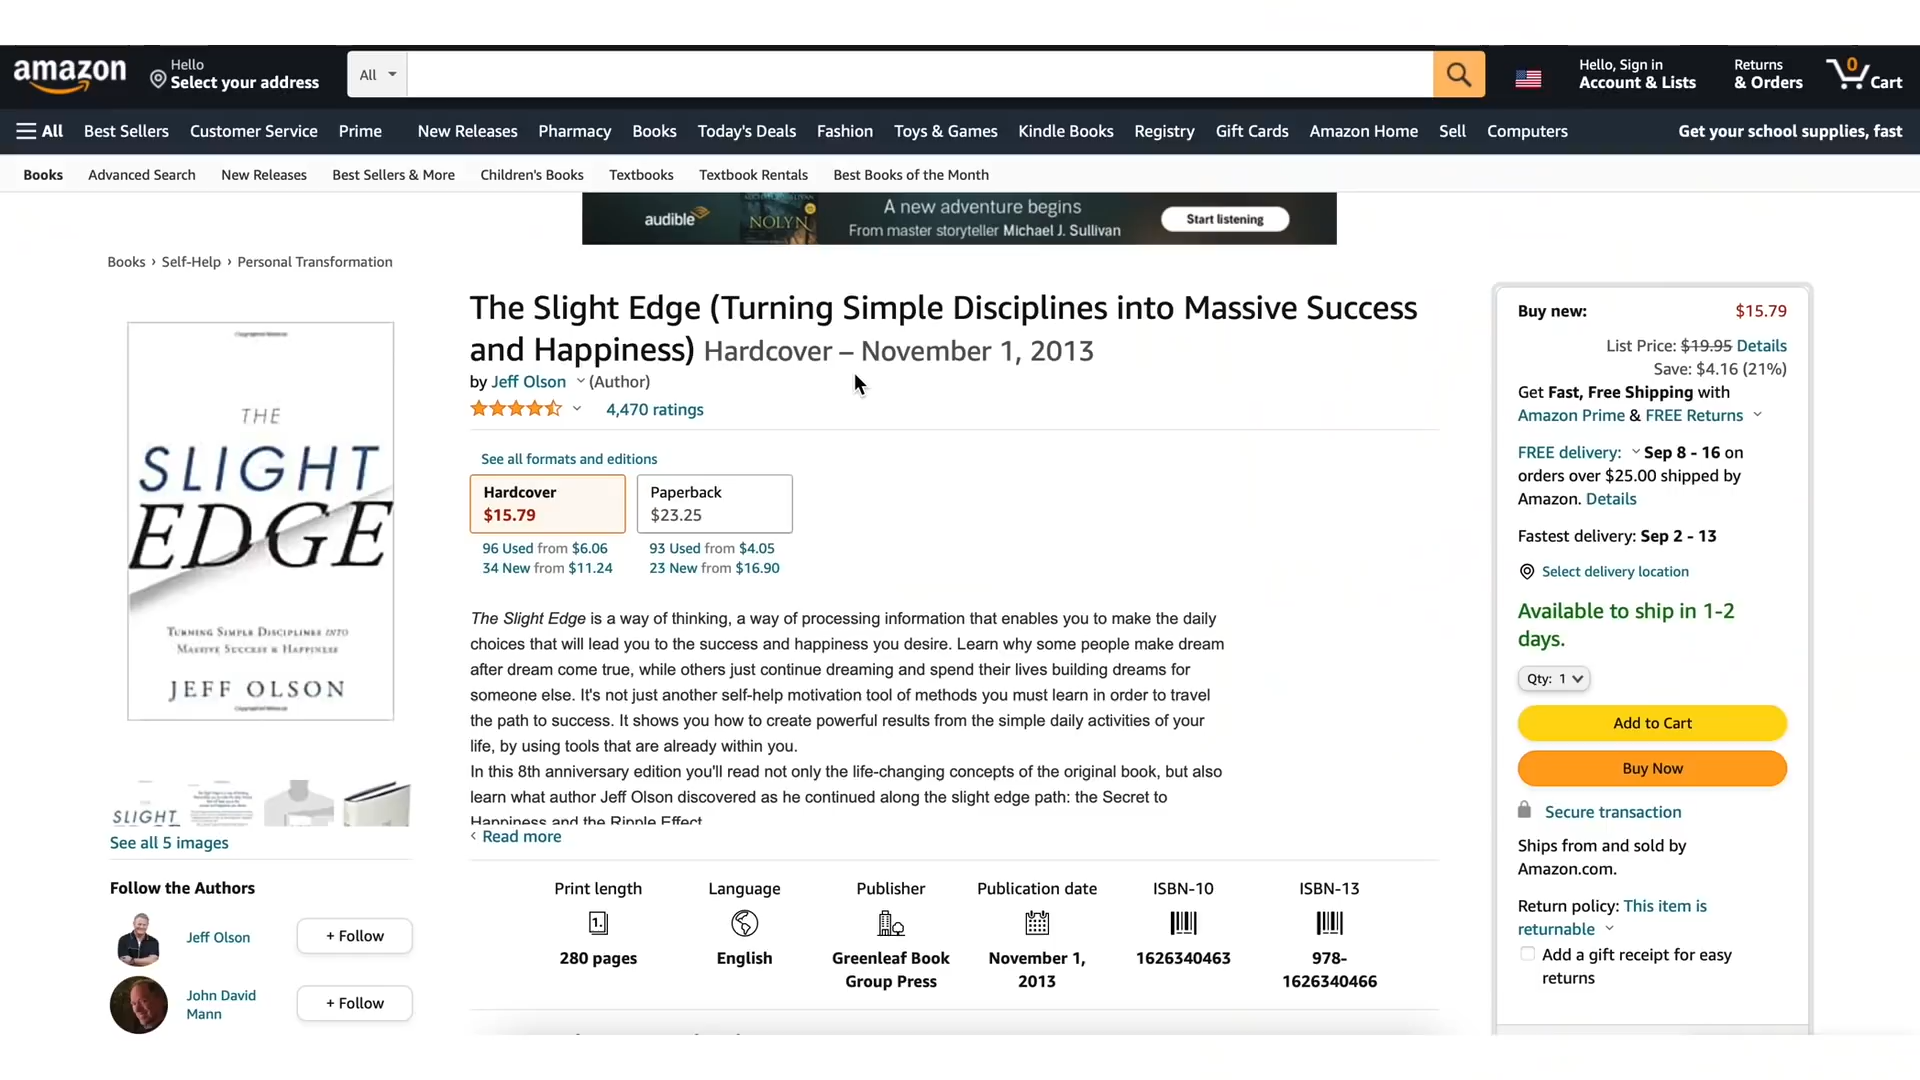 amazon
Hello
Select your address
All
Hello, Sign in
Account & Lists
Returns
& Orders
0
Cart
All
Best Sellers
Customer Service
Prime
New Releases
Pharmacy
Books
Today's Deals
Fashion
Toys & Games
Kindle Books
Registry
Gift Cards
Amazon Home
Sell
Computers
Get your school supplies, fast
Books
Advanced Search
New Releases
Best Sellers & More
Children's Books
Textbooks
Textbook Rentals
Best Books of the Month
audible
NOLYN
A new adventure begins
From master storyteller Michael J. Sullivan
Start listening
Books › Self-Help › Personal Transformation
THE
SLIGHT
EDGE
TURNING SIMPLE DISCIPLINES INTO
MASSIVE SUCCESS & HAPPINESS
JEFF OLSON
SLIGHT
See all 5 images
Follow the Authors
Jeff Olson
+ Follow
John David
Mann
+ Follow
The Slight Edge (Turning Simple Disciplines into Massive Success
and Happiness) Hardcover – November 1, 2013
by Jeff Olson (Author)
4,470 ratings
See all formats and editions
Hardcover
$15.79
96 Used from $6.06
34 New from $11.24
Paperback
$23.25
93 Used from $4.05
23 New from $16.90
The Slight Edge is a way of thinking, a way of processing information that enables you to make the daily
choices that will lead you to the success and happiness you desire. Learn why some people make dream
after dream come true, while others just continue dreaming and spend their lives building dreams for
someone else. It's not just another self-help motivation tool of methods you must learn in order to travel
the path to success. It shows you how to create powerful results from the simple daily activities of your
life, by using tools that are already within you.
In this 8th anniversary edition you'll read not only the life-changing concepts of the original book, but also
learn what author Jeff Olson discovered as he continued along the slight edge path: the Secret to
Happiness and the Ripple Effect
‹ Read more
Print length
1.
280 pages
Language
English
Publisher
Greenleaf Book
Group Press
Publication date
November 1,
2013
ISBN-10
1626340463
ISBN-13
978-
1626340466
Buy new:
$15.79
List Price: $19.95 Details
Save: $4.16 (21%)
Get Fast, Free Shipping with
Amazon Prime & FREE Returns
FREE delivery: Sep 8 - 16 on
orders over $25.00 shipped by
Amazon. Details
Fastest delivery: Sep 2 - 13
Select delivery location
Available to ship in 1-2
days.
Qty: 1
Add to Cart
Buy Now
Secure transaction
Ships from and sold by
Amazon.com.
Return policy: This item is
returnable
Add a gift receipt for easy
returns